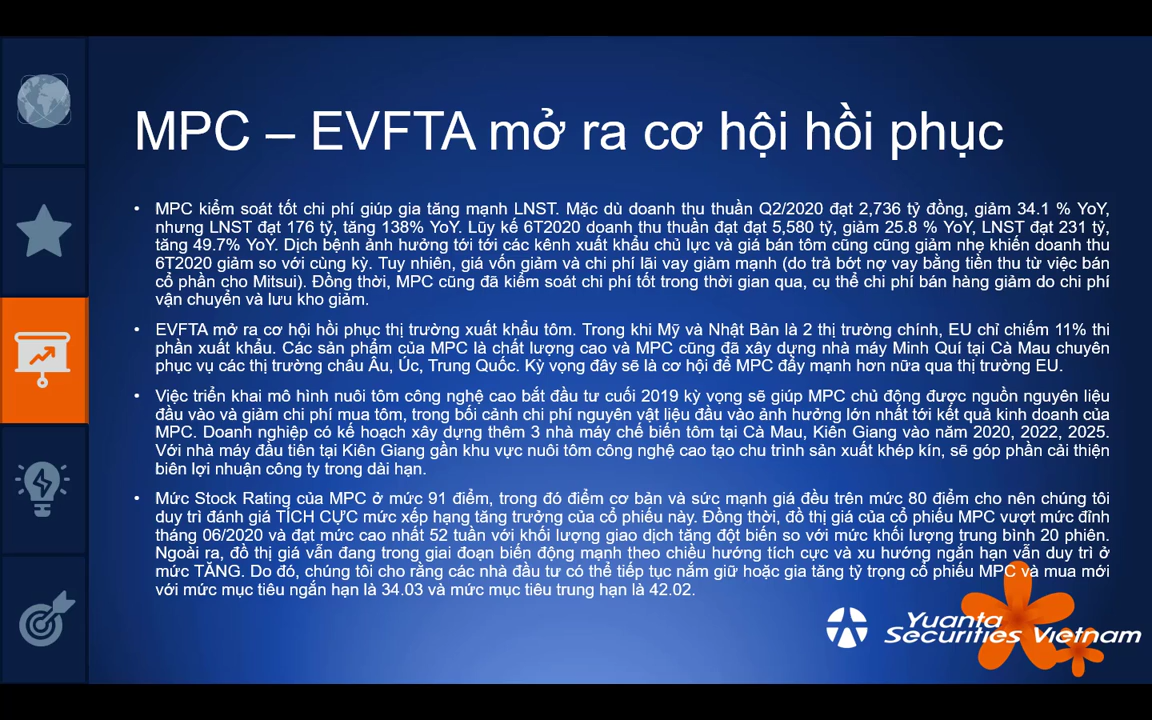 MPC – EVFTA mở ra cơ hội hồi phục
• MPC kiểm soát tốt chi phí giúp gia tăng mạnh LNST. Mặc dù doanh thu thuần Q2/2020 đạt 2,736 tỷ đồng, giảm 34.1 % YoY,
nhưng LNST đạt 176 tỷ, tăng 138% YoY. Lũy kế 6T2020 doanh thu thuần đạt đạt 5,580 tỷ, giảm 25.8 % YoY, LNST đạt 231 tỷ,
tăng 49.7% YoY. Dịch bệnh ảnh hưởng tới tới các kênh xuất khẩu chủ lực và giá bán tôm cũng cũng giảm nhẹ khiến doanh thu
6T2020 giảm so với cùng kỳ. Tuy nhiên, giá vốn giảm và chi phí lãi vay giảm mạnh (do trả bớt nợ vay bằng tiền thu từ việc bán
cổ phần cho Mitsui). Đồng thời, MPC cũng đã kiểm soát chi phí tốt trong thời gian qua, cụ thể chi phí bán hàng giảm do chi phí
vận chuyển và lưu kho giảm.
• EVFTA mở ra cơ hội hồi phục thị trường xuất khẩu tôm. Trong khi Mỹ và Nhật Bản là 2 thị trường chính, EU chỉ chiếm 11% thi
phần xuất khẩu. Các sản phẩm của MPC là chất lượng cao và MPC cũng đã xây dựng nhà máy Minh Quí tại Cà Mau chuyên
phục vụ các thị trường châu Âu, Úc, Trung Quốc. Kỳ vọng đây sẽ là cơ hội để MPC đẩy mạnh hơn nữa qua thị trường EU.
• Việc triển khai mô hình nuôi tôm công nghệ cao bắt đầu tư cuối 2019 kỳ vọng sẽ giúp MPC chủ động được nguồn nguyên liệu
đầu vào và giảm chi phí mua tôm, trong bối cảnh chi phí nguyên vật liệu đầu vào ảnh hưởng lớn nhất tới kết quả kinh doanh của
MPC. Doanh nghiệp có kế hoạch xây dựng thêm 3 nhà máy chế biến tôm tại Cà Mau, Kiên Giang vào năm 2020, 2022, 2025.
Với nhà máy đầu tiên tại Kiên Giang gần khu vực nuôi tôm công nghệ cao tạo chu trình sản xuất khép kín, sẽ góp phần cải thiện
biên lợi nhuận công ty trong dài hạn.
• Mức Stock Rating của MPC ở mức 91 điểm, trong đó điểm cơ bản và sức mạnh giá đều trên mức 80 điểm cho nên chúng tôi
duy trì đánh giá TÍCH CỰC mức xếp hạng tăng trưởng của cổ phiếu này. Đồng thời, đồ thị giá của cổ phiếu MPC vượt mức đỉnh
tháng 06/2020 và đạt mức cao nhất 52 tuần với khối lượng giao dịch tăng đột biến so với mức khối lượng trung bình 20 phiên.
Ngoài ra, đồ thị giá vẫn đang trong giai đoạn biến động mạnh theo chiều hướng tích cực và xu hướng ngắn hạn vẫn duy trì ở
mức TĂNG. Do đó, chúng tôi cho rằng các nhà đầu tư có thể tiếp tục nắm giữ hoặc gia tăng tỷ trọng cổ phiếu MPC và mua mới
với mức mục tiêu ngắn hạn là 34.03 và mức mục tiêu trung hạn là 42.02.
Yuanta
Securities Vietnam